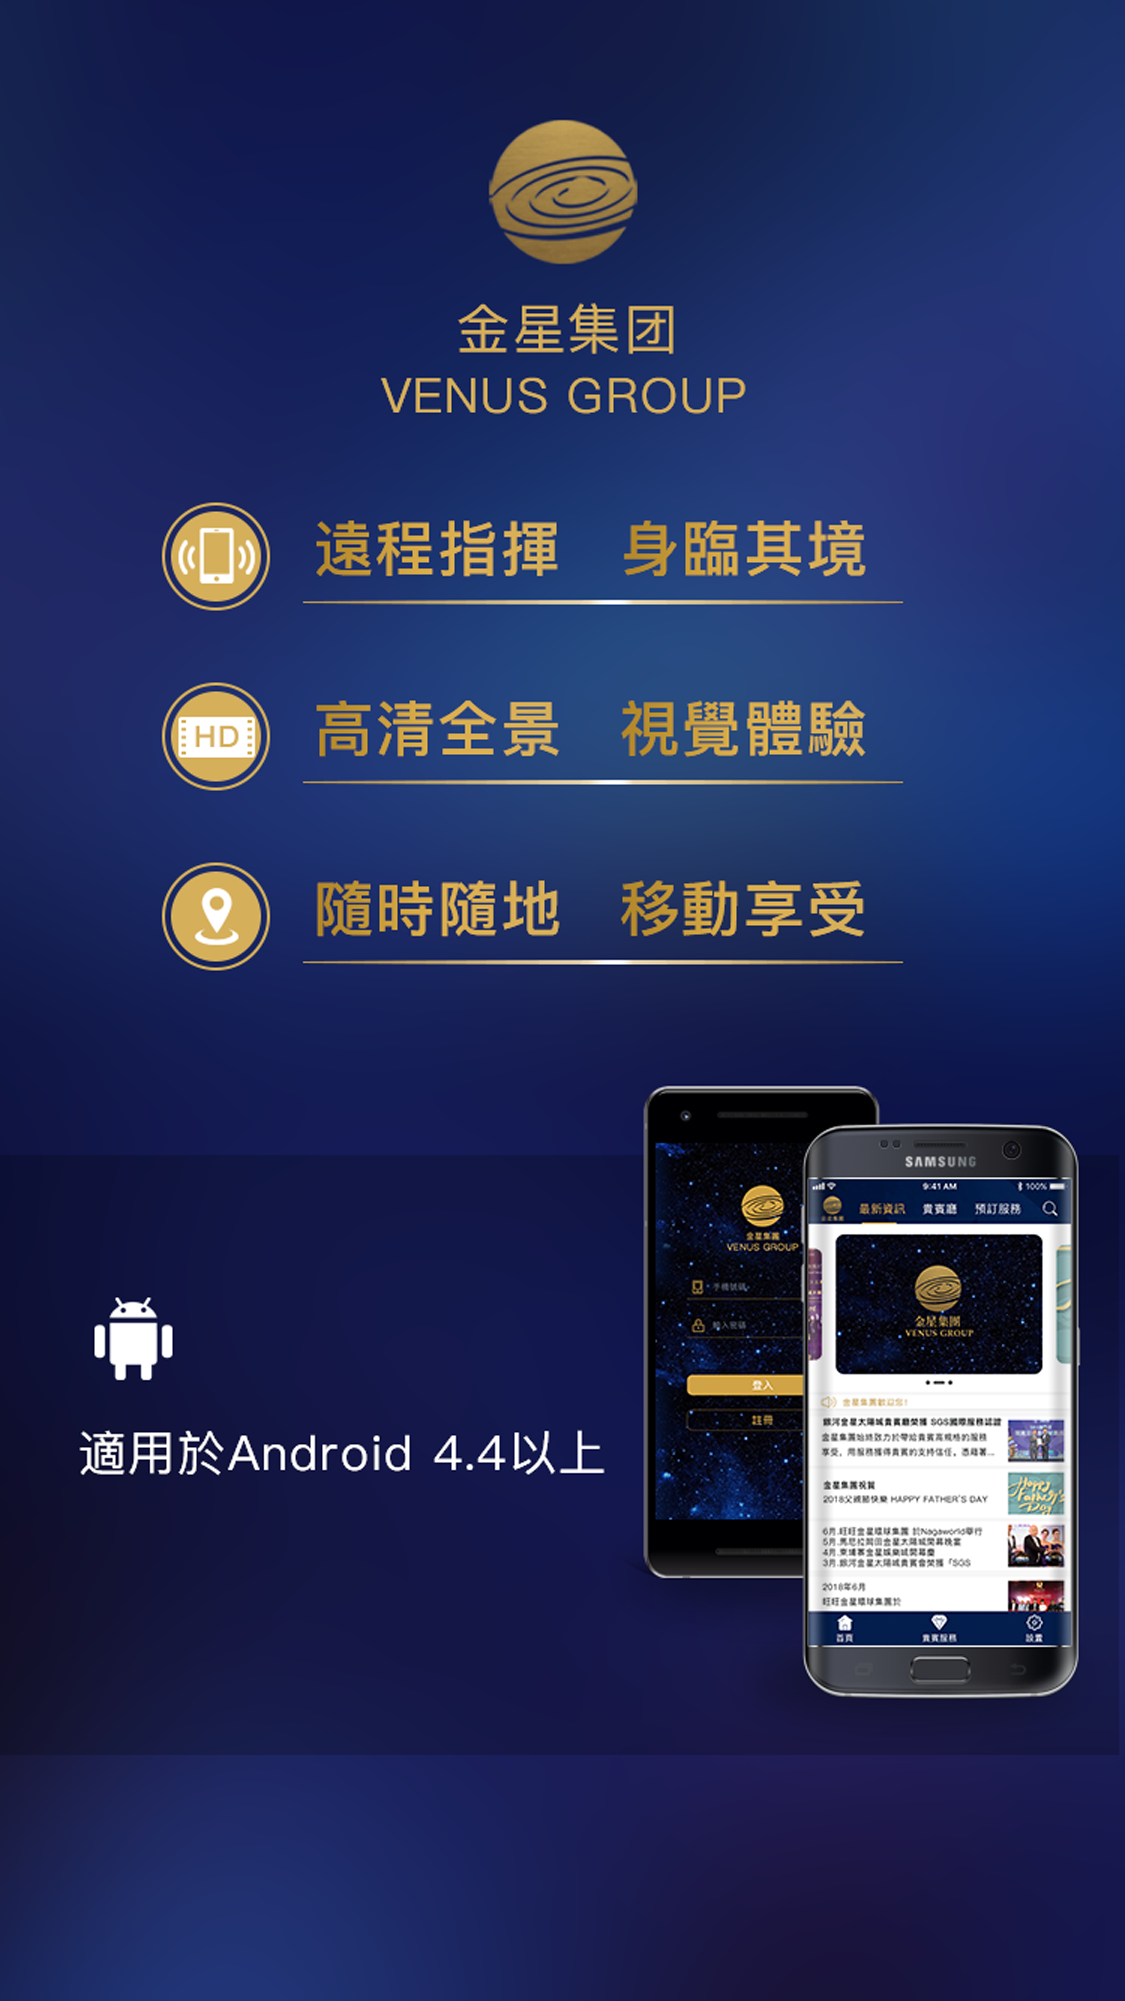 金星集团
VENUS GROUP
遠程指揮 身臨其境
HD
高清全景 視覺體驗
隨時隨地 移動享受
適用於Android 4.4以上
金星集團
VENUS GROUP
手機號碼
輸入密碼
登入
註冊
SAMSUNG
9:41 AM
100%
最新資訊 貴賓廳 預訂服務
金星集團
VENUS GROUP
金星集團歡迎您!
銀河金星太陽城貴賓廳榮獲 SGS國際服務認證
金星集團始終致力於帶給貴賓高規格的服務
享受，用服務獲得貴賓的支持信任，憑藉著...
金星集團祝賀
2018父親節快樂 HAPPY FATHER'S DAY
Happy Father's Day
6月.旺旺金星環球集團 於Nagaworld舉行
5月.馬尼拉岡田金星太陽城開幕晚宴
4月.柬埔寨金星娛樂城開幕慶
3月.銀河金星太陽城貴賓會榮獲「SGS
2018年6月
旺旺金星環球集團於
首頁 貴賓服務 設置